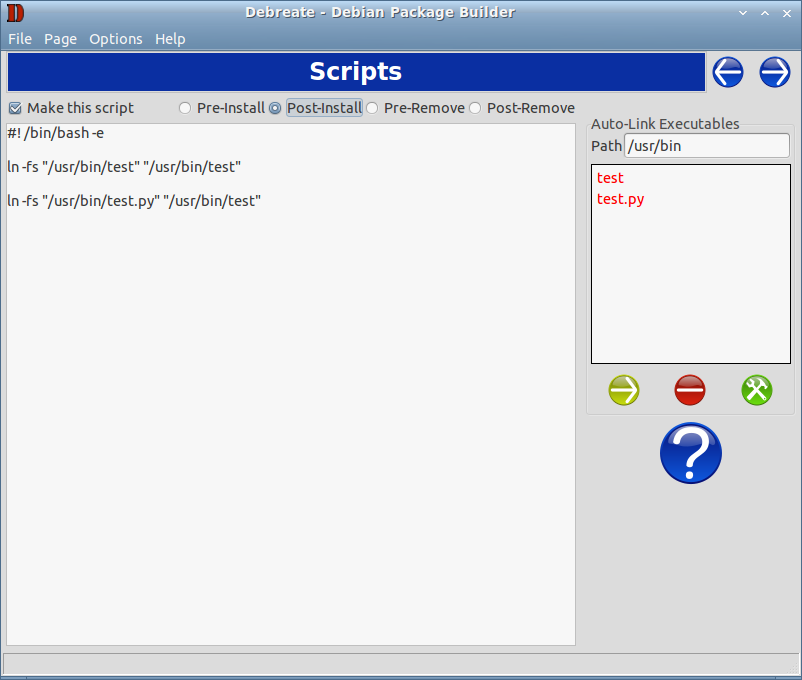 Debreate - Debian Package Builder
File Page Options Help
Scripts
Make this script Pre-Install Post-Install Pre-Remove Post-Remove
#! /bin/bash -e
ln -fs "/usr/bin/test" "/usr/bin/test"
ln -fs "/usr/bin/test.py" "/usr/bin/test"
Auto-Link Executables
Path /usr/bin
test
test.py